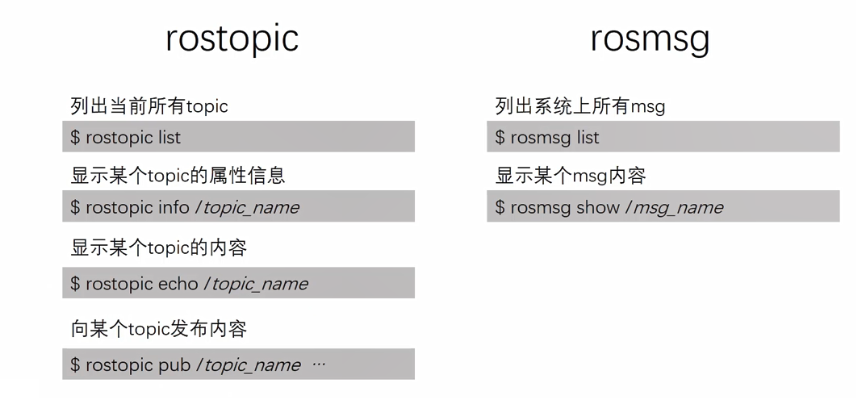 rostopic
列出当前所有topic
$ rostopic list
显示某个topic的属性信息
$ rostopic info /topic_name
显示某个topic的内容
$ rostopic echo /topic_name
向某个topic发布内容
$ rostopic pub /topic_name …
rosmsg
列出系统上所有msg
$ rosmsg list
显示某个msg内容
$ rosmsg show /msg_name